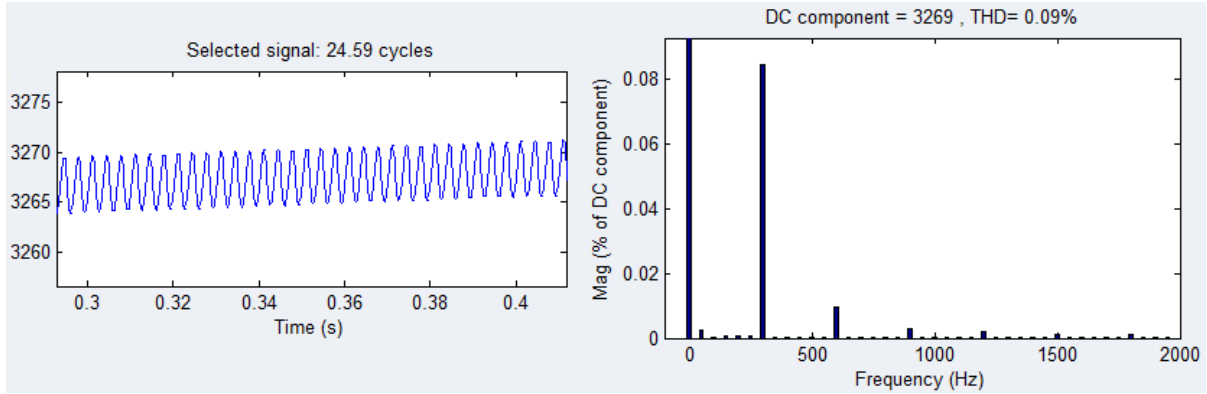 Selected signal: 24.59 cycles
3275
3270
3265
3260
0.3 0.32 0.34 0.36 0.38 0.4
Time (s)
DC component = 3269 , THD= 0.09%
Mag (% of DC component)
0.08
0.06
0.04
0.02
0
0 500 1000 1500 2000
Frequency (Hz)